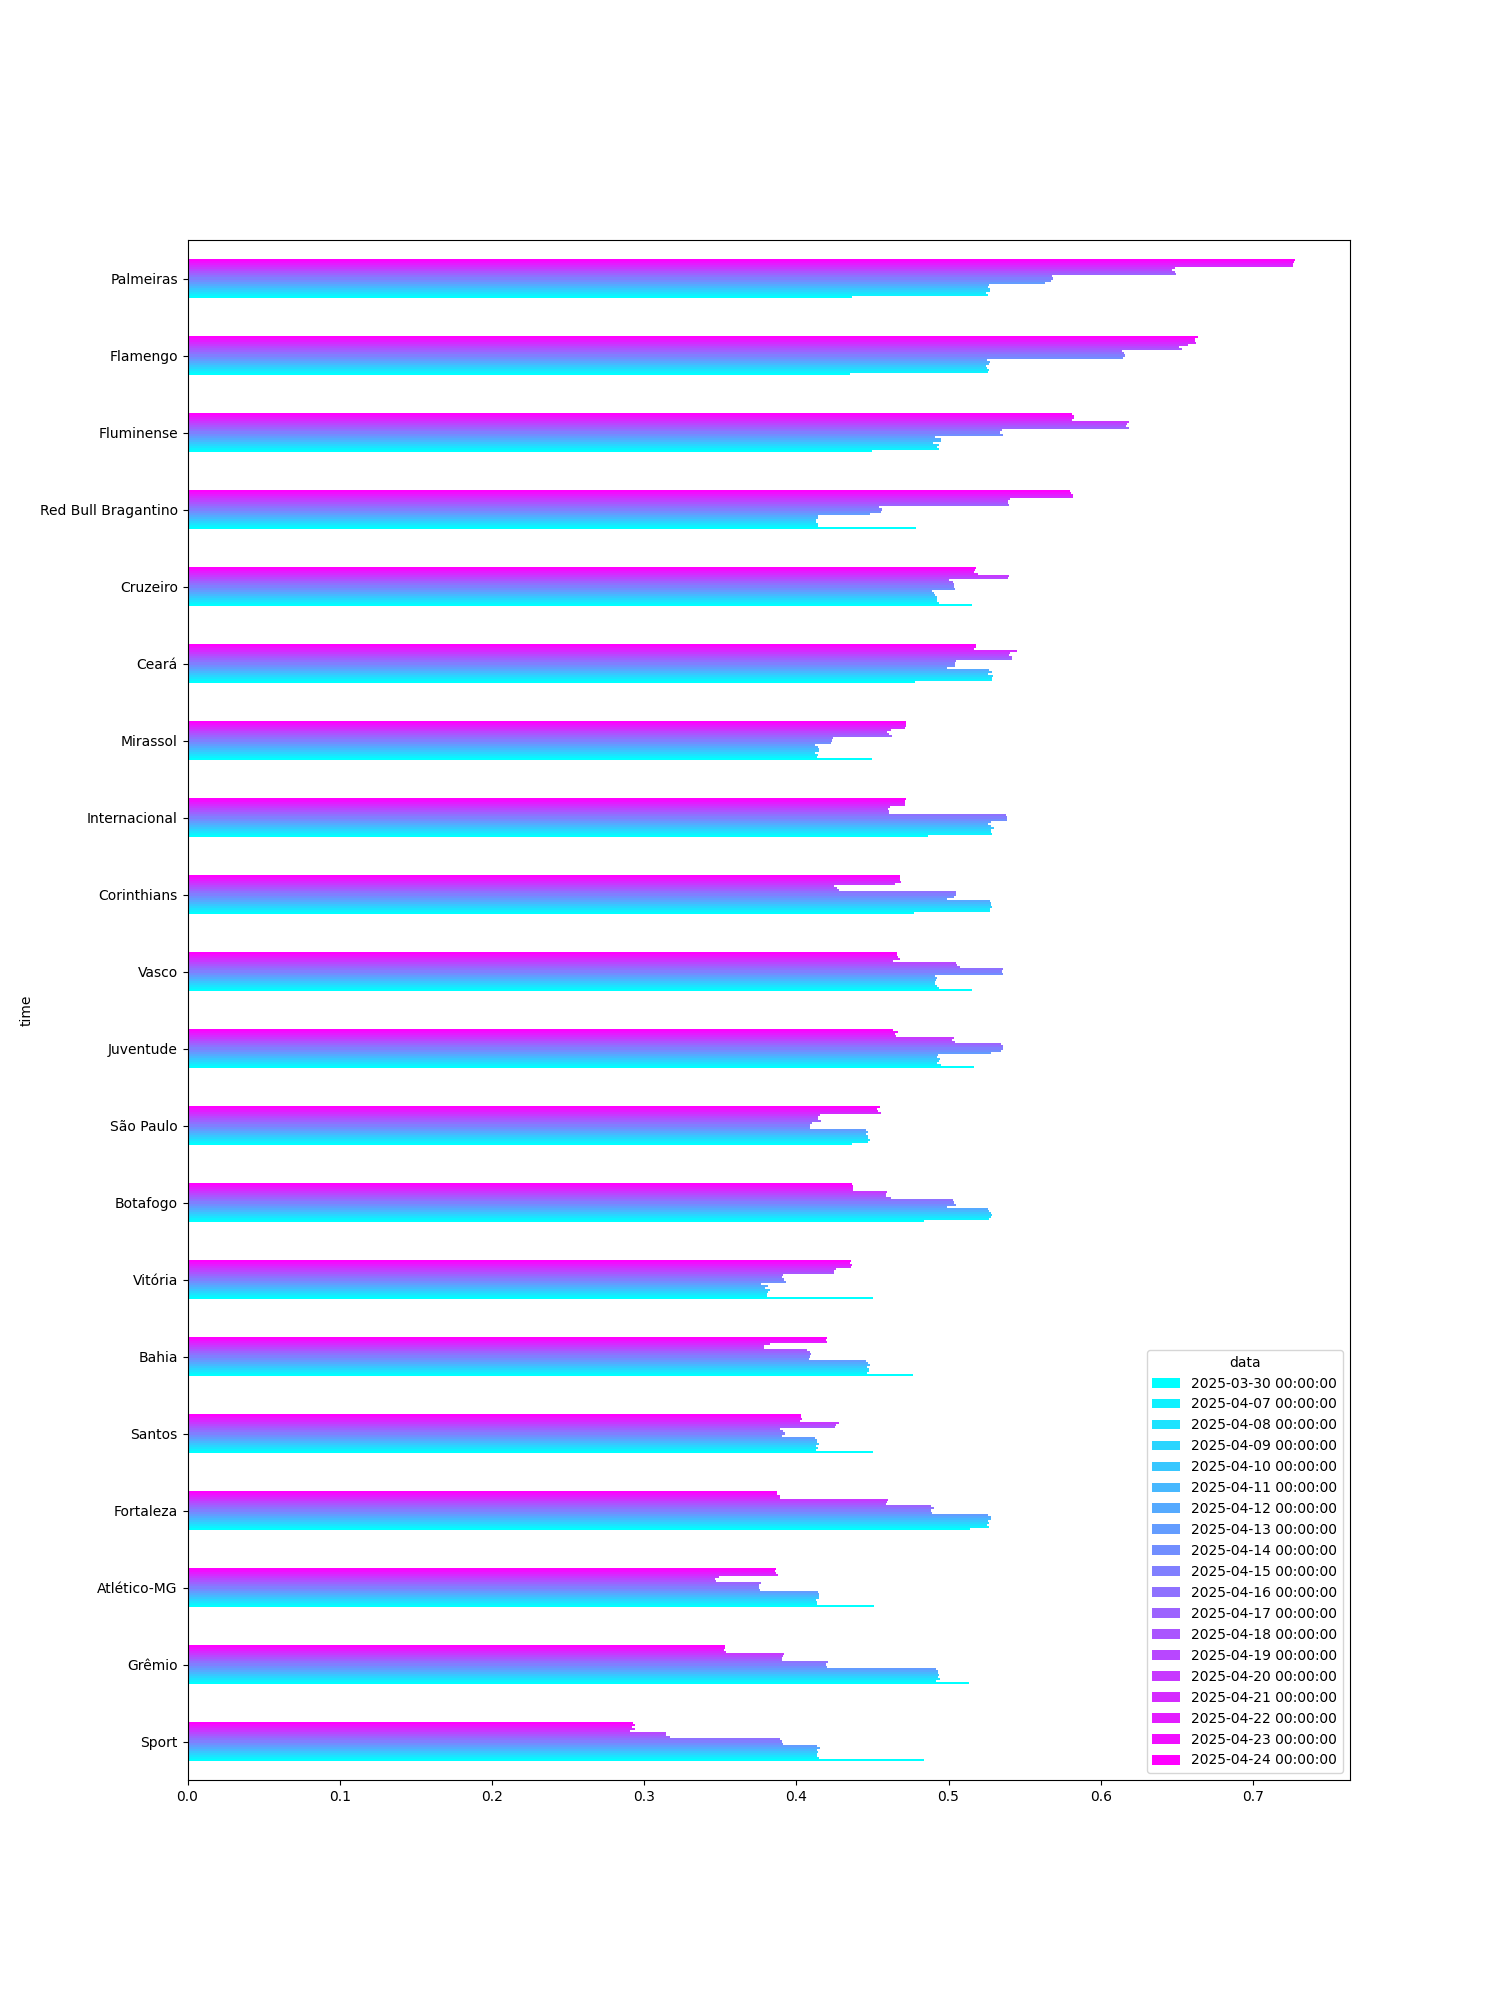 Palmeiras
Flamengo
Fluminense
Red Bull Bragantino
Cruzeiro
Ceará
Mirassol
Internacional
Corinthians
Vasco
time
Juventude
São Paulo
Botafogo
Vitória
Bahia
Santos
Fortaleza
Atlético-MG
Grêmio
Sport
data
2025-03-30 00:00:00
2025-04-07 00:00:00
2025-04-08 00:00:00
2025-04-09 00:00:00
2025-04-10 00:00:00
2025-04-11 00:00:00
2025-04-12 00:00:00
2025-04-13 00:00:00
2025-04-14 00:00:00
2025-04-15 00:00:00
2025-04-16 00:00:00
2025-04-17 00:00:00
2025-04-18 00:00:00
2025-04-19 00:00:00
2025-04-20 00:00:00
2025-04-21 00:00:00
2025-04-22 00:00:00
2025-04-23 00:00:00
2025-04-24 00:00:00
0.0 0.1 0.2 0.3 0.4 0.5 0.6 0.7